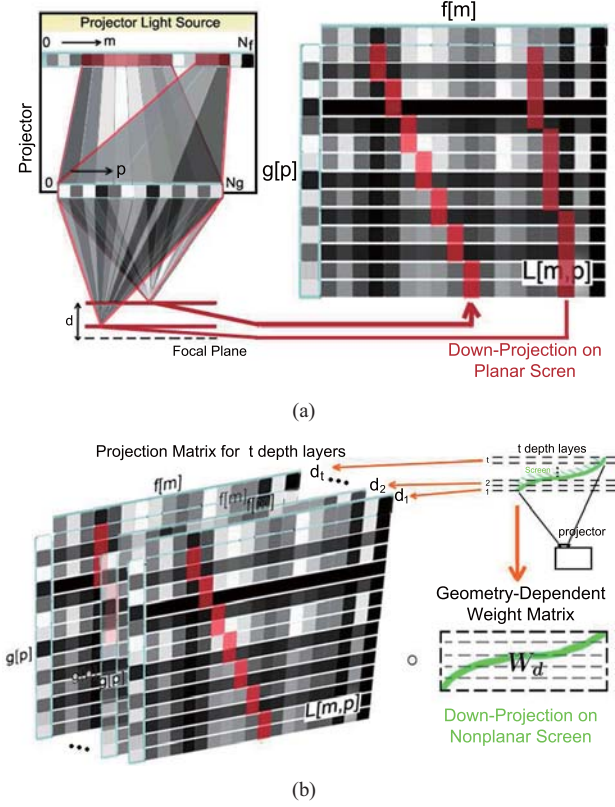 f[m]
Projector Light Source
0
m
Nf
Projector
p
0
Ng
g[p]
L[m,p]
d
Focal Plane
Down-Projection on
Planar Scren
(a)
Projection Matrix for t depth layers
t depth layes
dt
d2
d1
t
2
1
Screen
f[m]
f[m]
f[m]
projector
Geometry-Dependent
Weight Matrix
g[p]
g[p]
Wd
L[m,p]
Down-Projection on
Nonplanar Screen
(b)